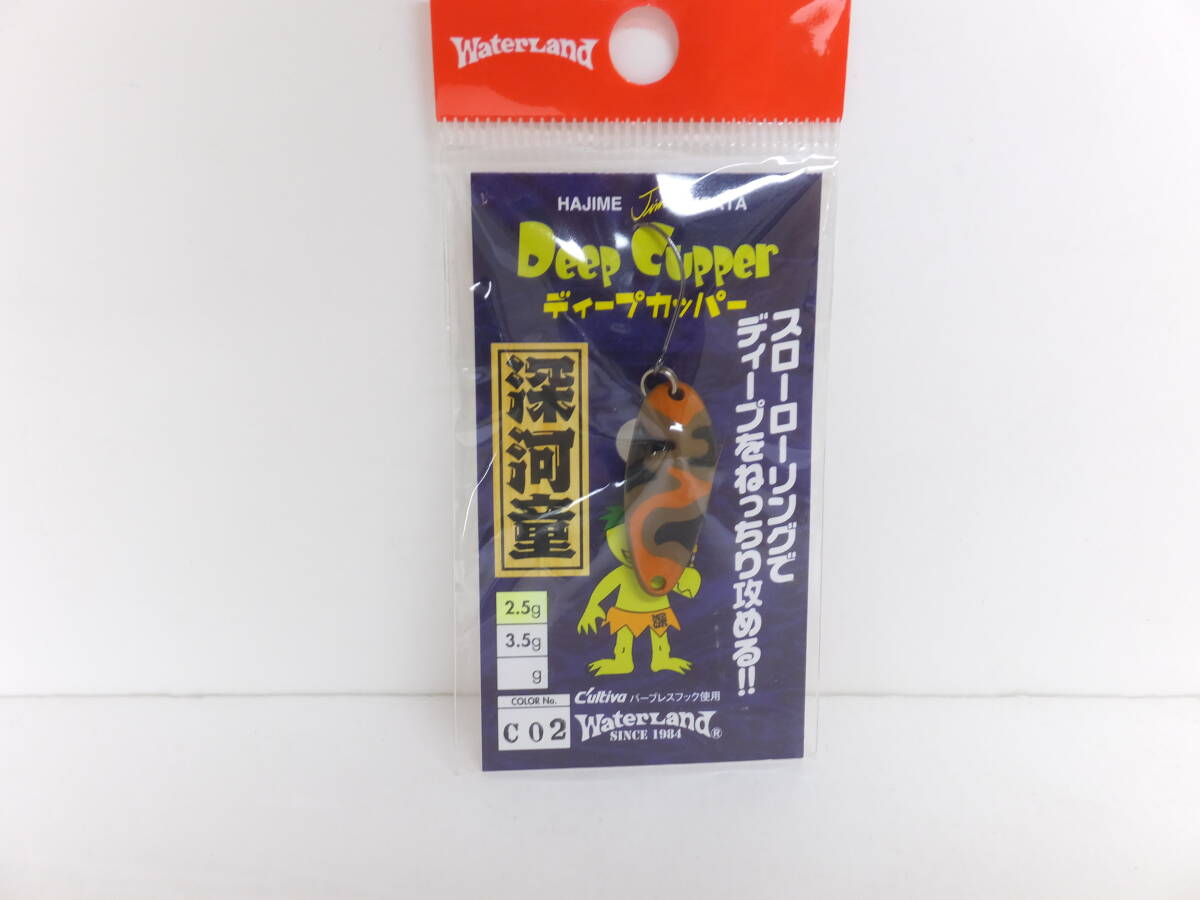 WaterLand
HAJIME
Deep Cupper
ディープカッパー
スローローリングで
ディープをねっちり攻める!!
深河童
2.5g
3.5g
g
深
COLOR No.
C02
C'ultiva バーブレスフック使用
WaterLand®
SINCE 1984